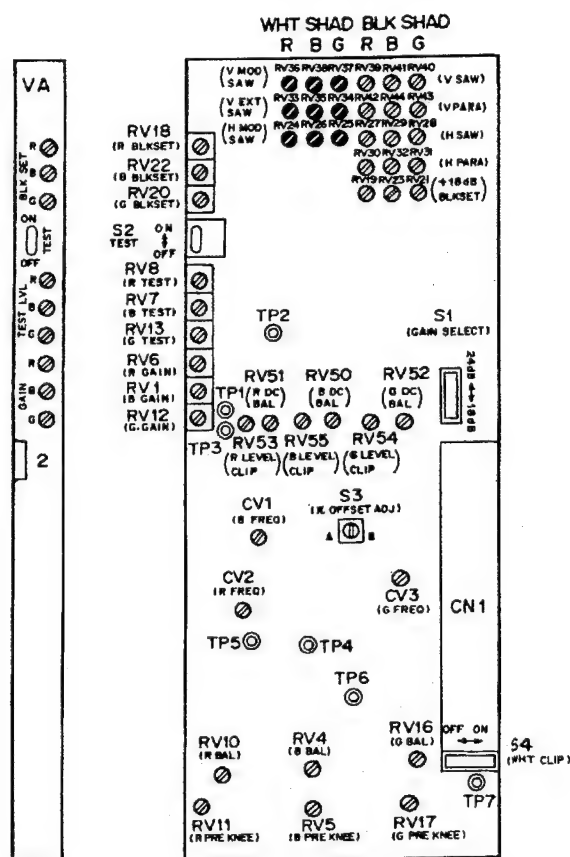 WHT SHAD BLK SHAD
R B G R B G
VA
(V MOD SAW) RV36 RV38 RV37 RV39 RV41 RV40 (V SAW)
(V EXT SAW) RV33 RV35 RV34 RV42 RV44 RV43 (V PARA)
(H MOD SAW) RV24 RV26 RV25 RV27 RV29 RV28 (H SAW)
RV30 RV32 RV31 (H PARA)
RV19 RV23 RV21 (+18dB BLKSET)
R
B
G
BLK SET
ON
OFF
TEST
R
B
G
TEST LVL
R
B
G
GAIN
2
RV18
(R BLKSET)
RV22
(B BLKSET)
RV20
(G BLKSET)
S2
TEST
ON
OFF
RV8
(R TEST)
RV7
(B TEST)
RV13
(G TEST)
RV6
(R GAIN)
RV1
(B GAIN)
RV12
(G GAIN)
TP2
S1
(GAIN SELECT)
24dB 18dB
TP1
TP3
RV51
(R DC BAL)
RV50
(B DC BAL)
RV52
(G DC BAL)
RV53
(R LEVEL CLIP)
RV55
(B LEVEL CLIP)
RV54
(G LEVEL CLIP)
CV1
(B FREQ)
S3
OFFSET ADJ)
A B
CV2
(R FREQ)
CV3
(G FREQ)
CN1
TP5
TP4
TP6
RV10
(R BAL)
RV4
(B BAL)
RV16
(G BAL)
OFF ON
S4
(WHT CLIP)
TP7
RV11
(R PRE KNEE)
RV5
(B PRE KNEE)
RV17
(G PRE KNEE)